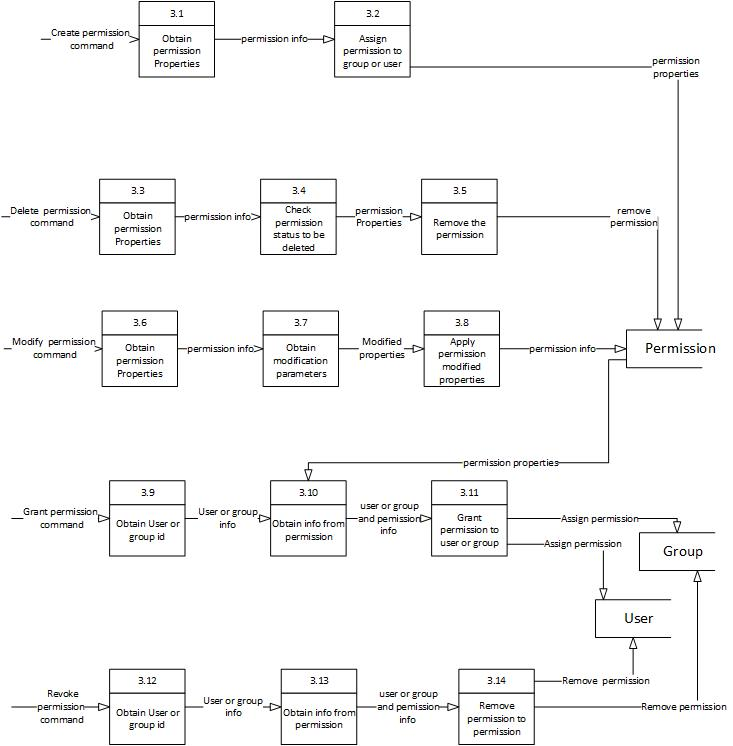 3.1
3.2
Create permission
command
Obtain
permission
Properties
permission info
Assign
permission to
group or user
permission
properties
3.3
3.4
3.5
Delete permission
command
Obtain
permission
Properties
permission info
Check
permission
status to be
deleted
permission
Properties
Remove the
permission
remove
permission
3.6
3.7
3.8
Modify permission
command
Obtain
permission
Properties
permission info
Obtain
modification
parameters
Modified
properties
Apply
permission
modified
properties
permission info
Permission
permission properties
3.9
3.10
3.11
Grant permission
command
Obtain User or
group id
User or group
info
Obtain info from
permission
user or group
and pemission
info
Grant
permission to
user or group
Assign permission
Assign permission
Group
User
3.12
3.13
3.14
Revoke
permission
command
Obtain User or
group id
User or group
info
Obtain info from
permission
user or group
and pemission
info
Remove
permission to
permission
Remove permission
Remove permission